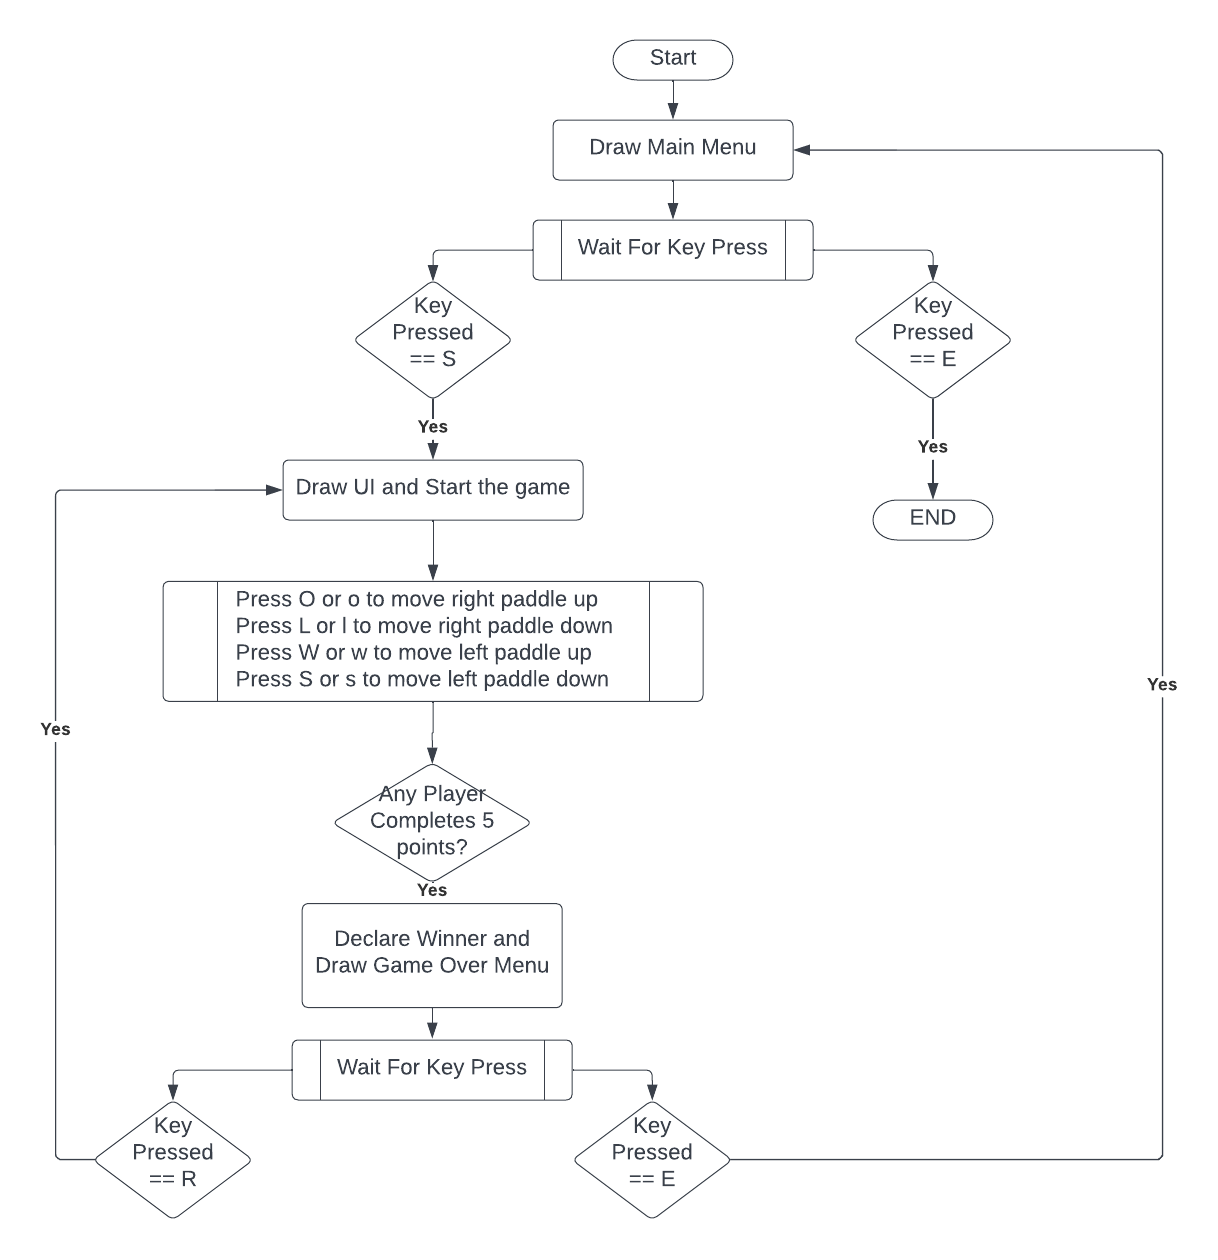 Start
Draw Main Menu
Wait For Key Press
Key
Pressed
== S
Key
Pressed
== E
Yes
Yes
Draw UI and Start the game
END
Press O or o to move right paddle up
Press L or l to move right paddle down
Press W or w to move left paddle up
Press S or s to move left paddle down
Yes
Yes
Any Player
Completes 5
points?
Yes
Declare Winner and
Draw Game Over Menu
Wait For Key Press
Key
Pressed
== R
Key
Pressed
== E